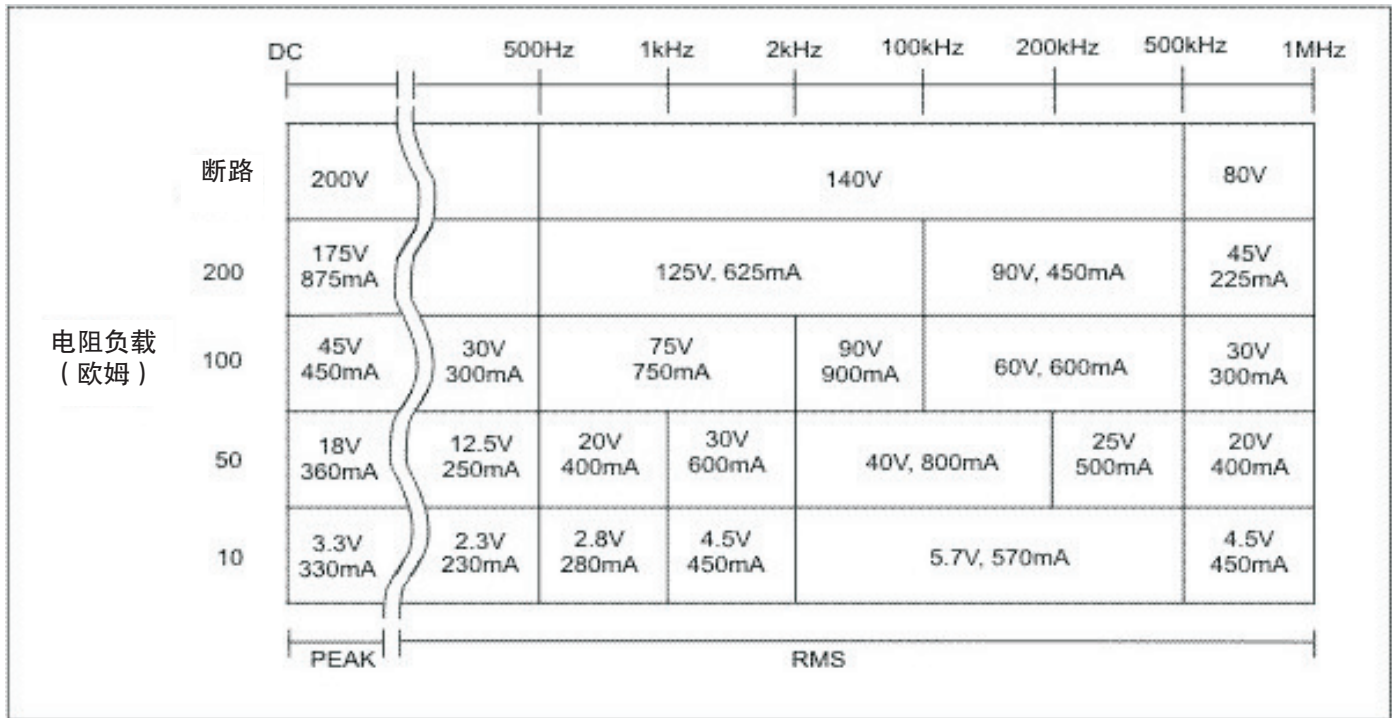 DC 500Hz 1kHz 2kHz 100kHz 200kHz 500kHz 1MHz
断路 200V 140V 80V
175V 45V
200 875mA 125V, 625mA 90V, 450mA 225mA
电阻负载
(欧姆)
45V 30V 75V 90V 30V
100 450mA 300mA 750mA 900mA 60V, 600mA 300mA
18V 12.5V 20V 30V 25V 20V
50 360mA 250mA 400mA 600mA 40V, 800mA 500mA 400mA
3.3V 2.3V 2.8V 4.5V 4.5V
10 330mA 230mA 280mA 450mA 5.7V, 570mA 450mA
PEAK RMS